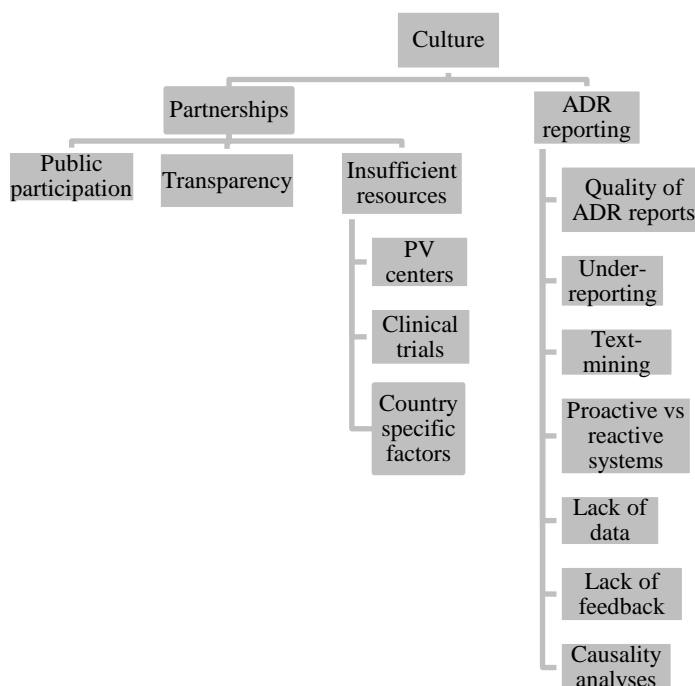 Culture
Partnerships
ADR
reporting
Public
participation
Transparency
Insufficient
resources
PV
centers
Clinical
trials
Country
specific
factors
Quality of
ADR reports
Under-
reporting
Text-
mining
Proactive vs
reactive
systems
Lack of
data
Lack of
feedback
Causality
analyses